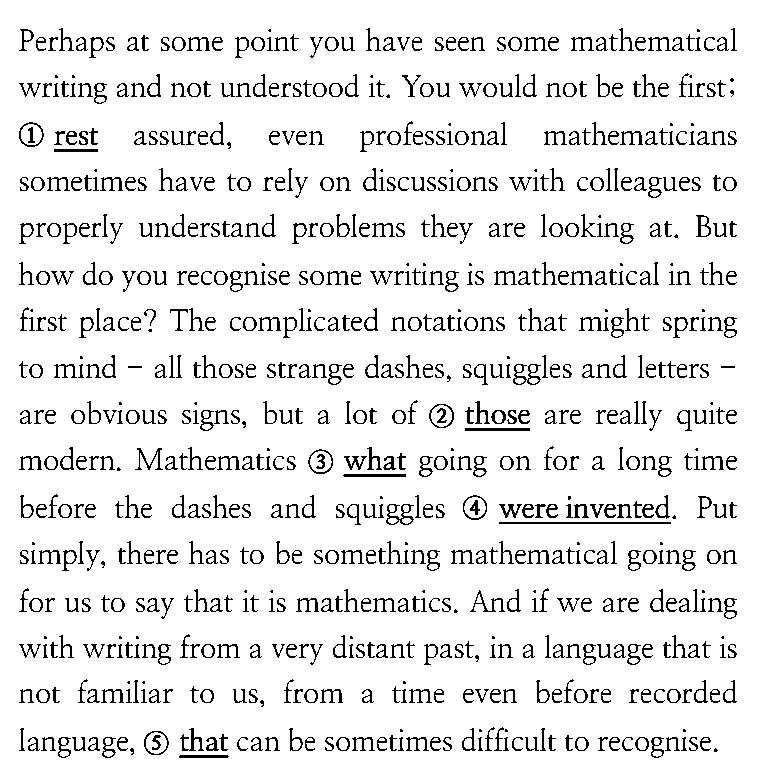 Perhaps at some point you have seen some mathematical
writing and not understood it. You would not be the first;
① rest assured, even professional mathematicians
sometimes have to rely on discussions with colleagues to
properly understand problems they are looking at. But
how do you recognise some writing is mathematical in the
first place? The complicated notations that might spring
to mind – all those strange dashes, squiggles and letters –
are obvious signs, but a lot of ② those are really quite
modern. Mathematics ③ what going on for a long time
before the dashes and squiggles ④ were invented. Put
simply, there has to be something mathematical going on
for us to say that it is mathematics. And if we are dealing
with writing from a very distant past, in a language that is
not familiar to us, from a time even before recorded
language, ⑤ that can be sometimes difficult to recognise.